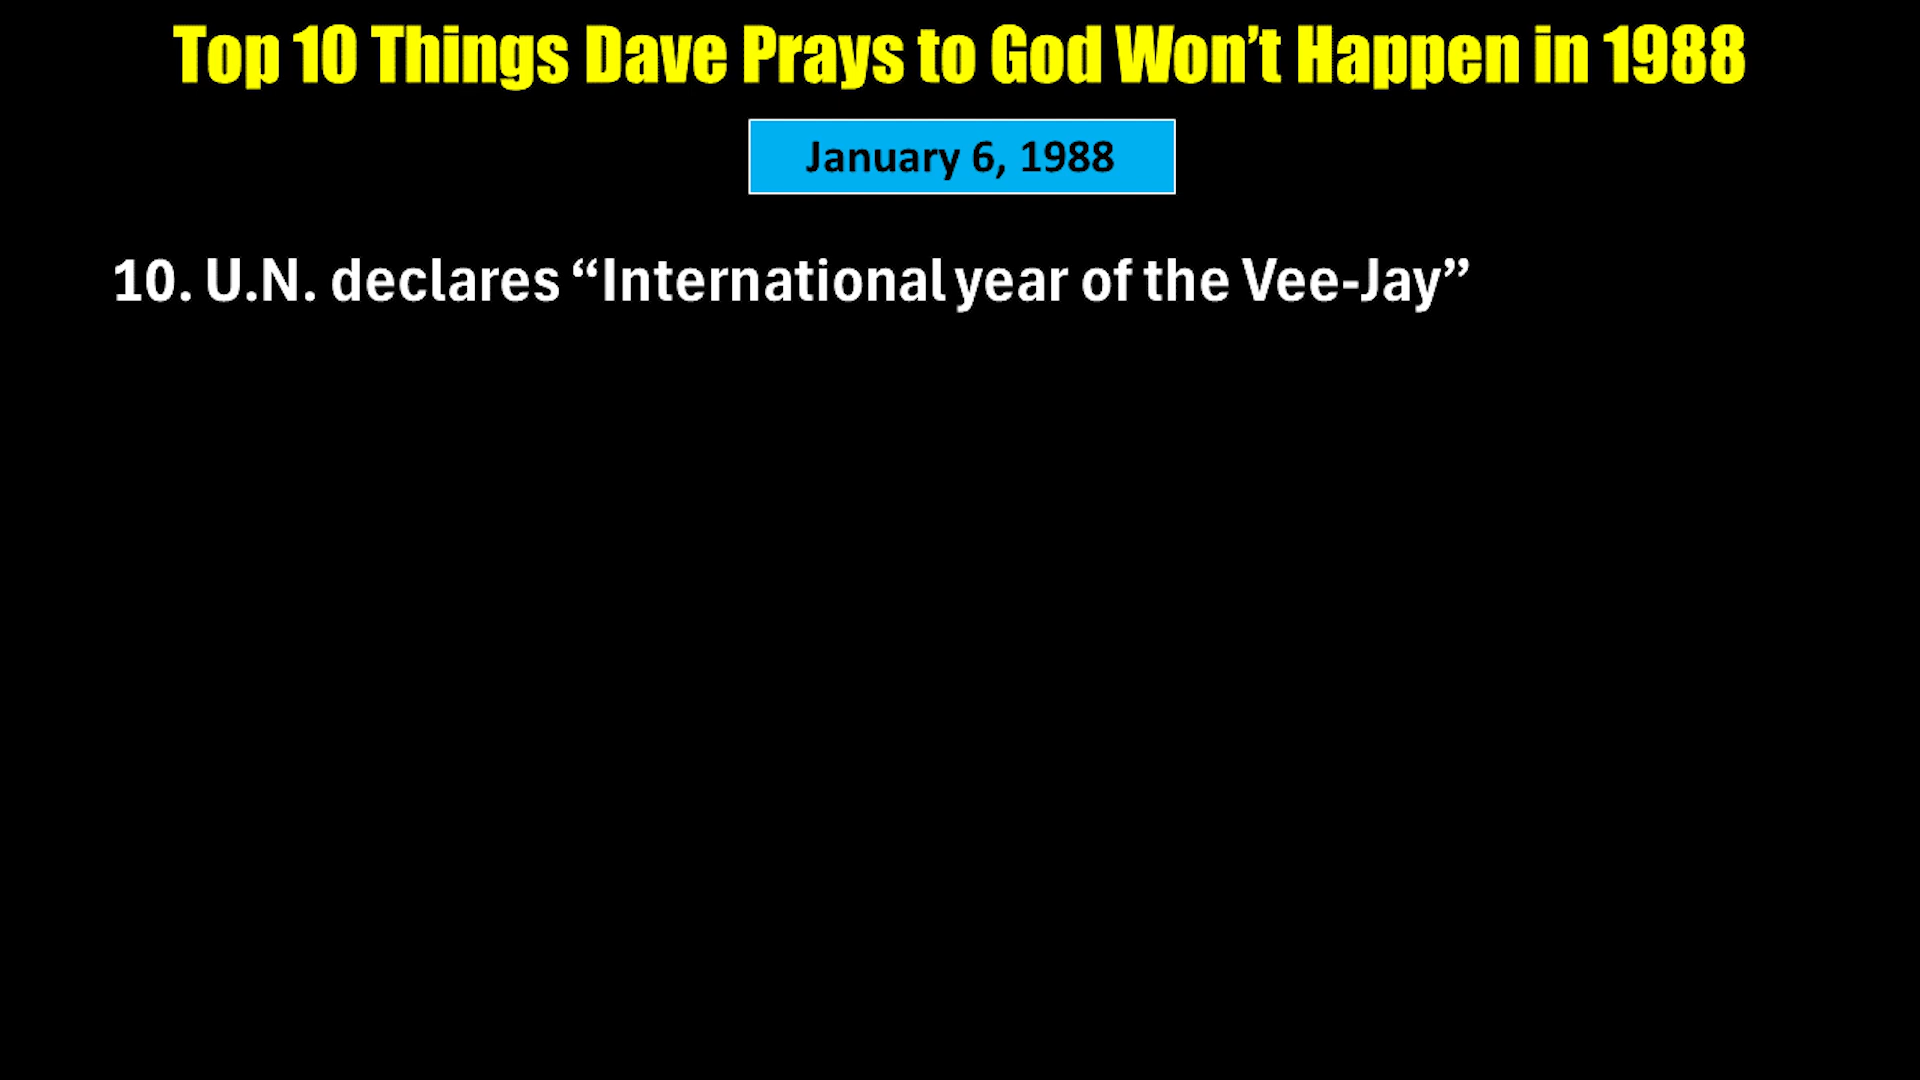 Top 10 Things Dave Prays to God Won’t Happen in 1988
January 6, 1988
10. U.N. declares “International year of the Vee-Jay”